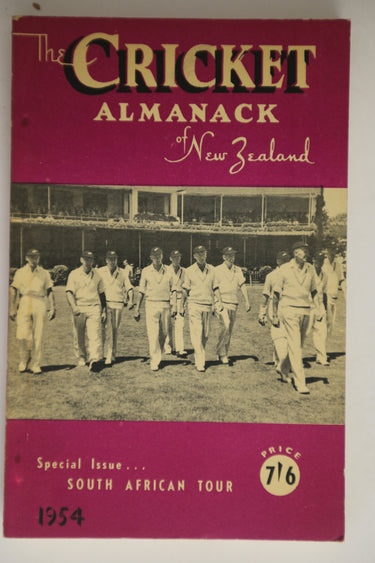 The
CRICKET
ALMANACK
of New Zealand
Special Issue...
SOUTH AFRICAN TOUR
PRICE
7/6
1954